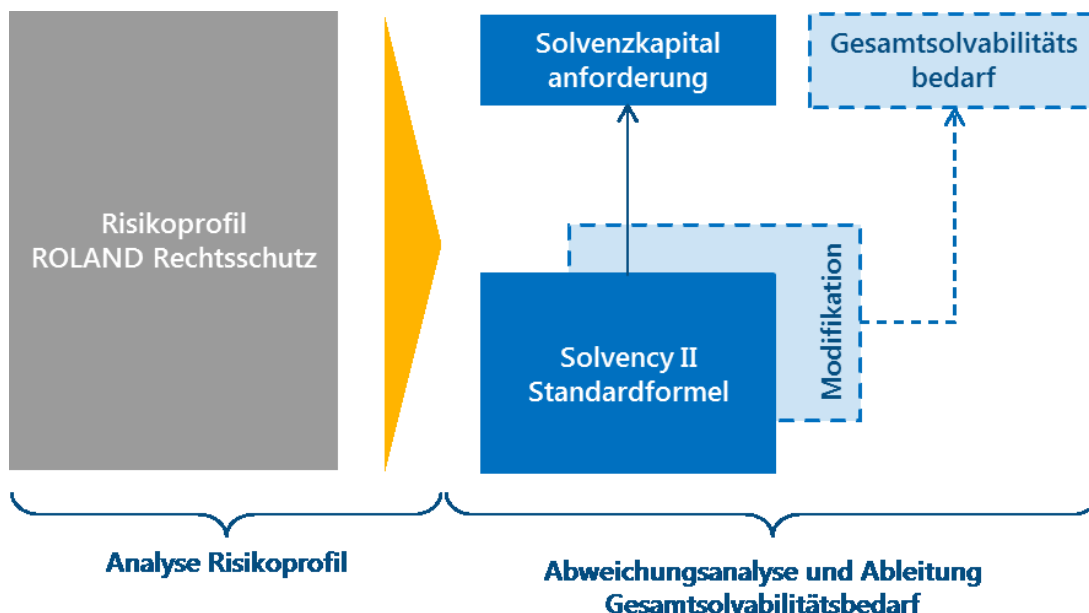 Solvenzkapital
anforderung
Gesamtsolvabilitäts
bedarf
Risikoprofil
ROLAND Rechtsschutz
Modifikation
Solvency II
Standardformel
Analyse Risikoprofil
Abweichungsanalyse und Ableitung
Gesamtsolvabilitätsbedarf